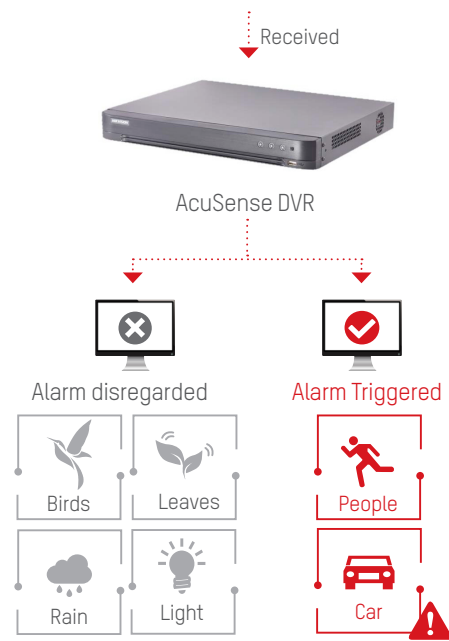 Received
AcuSense DVR
Alarm disregarded
Alarm Triggered
Birds
Leaves
People
Rain
Light
Car